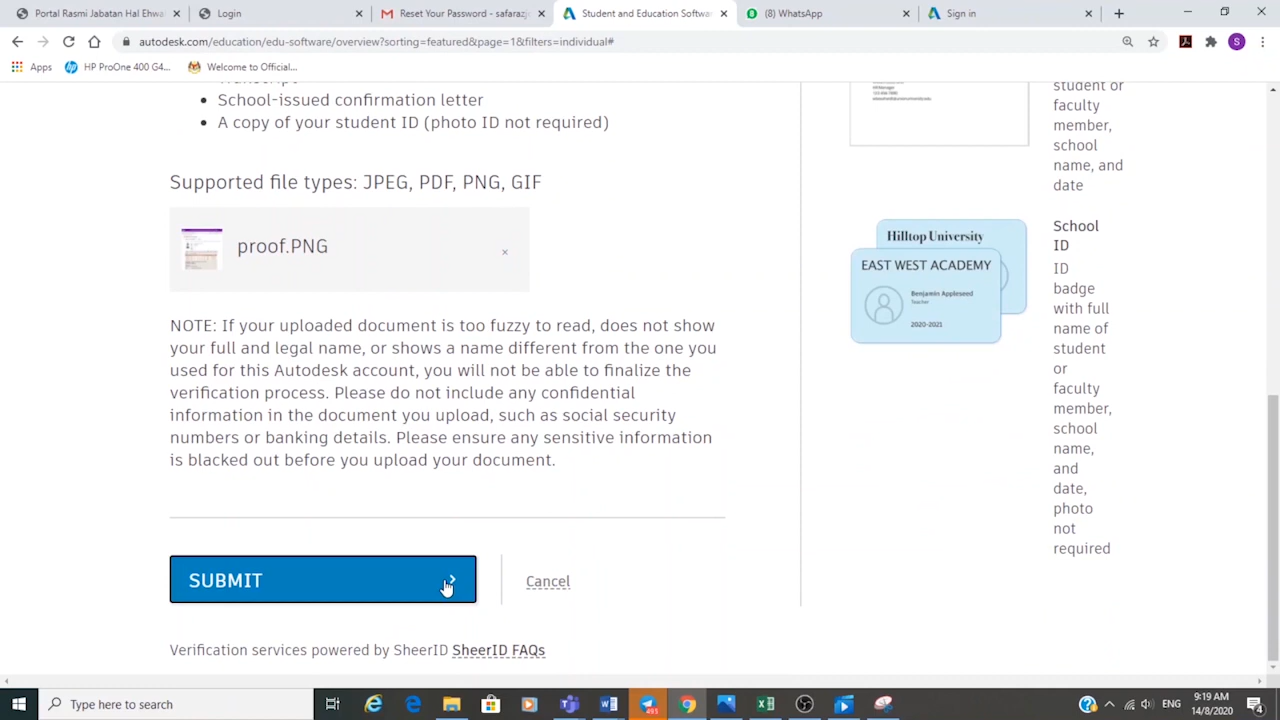 Portal Rasmi Jabatan Hal Ehwal
Login
Reset Your Password - safarazj
Student and Education Softwa
(8) WhatsApp
Sign in
autodesk.com/education/edu-software/overview?sorting=featured&page=1&filters=individual#
S
Apps
HP ProOne 400 G4...
Welcome to Official...
School-issued confirmation letter
A copy of your student ID (photo ID not required)
Supported file types: JPEG, PDF, PNG, GIF
proof.PNG
NOTE: If your uploaded document is too fuzzy to read, does not show
your full and legal name, or shows a name different from the one you
used for this Autodesk account, you will not be able to finalize the
verification process. Please do not include any confidential
information in the document you upload, such as social security
numbers or banking details. Please ensure any sensitive information
is blacked out before you upload your document.
SUBMIT
Cancel
Verification services powered by SheerID SheerID FAQs
student or
faculty
member,
school
name, and
date
Hilltop University
EAST WEST ACADEMY
Benjamin Appleseed
Teacher
2020-2021
School
ID
ID
badge
with full
name of
student
or
faculty
member,
school
name,
and
date,
photo
not
required
Type here to search
495
ENG
9:19 AM
14/8/2020
4